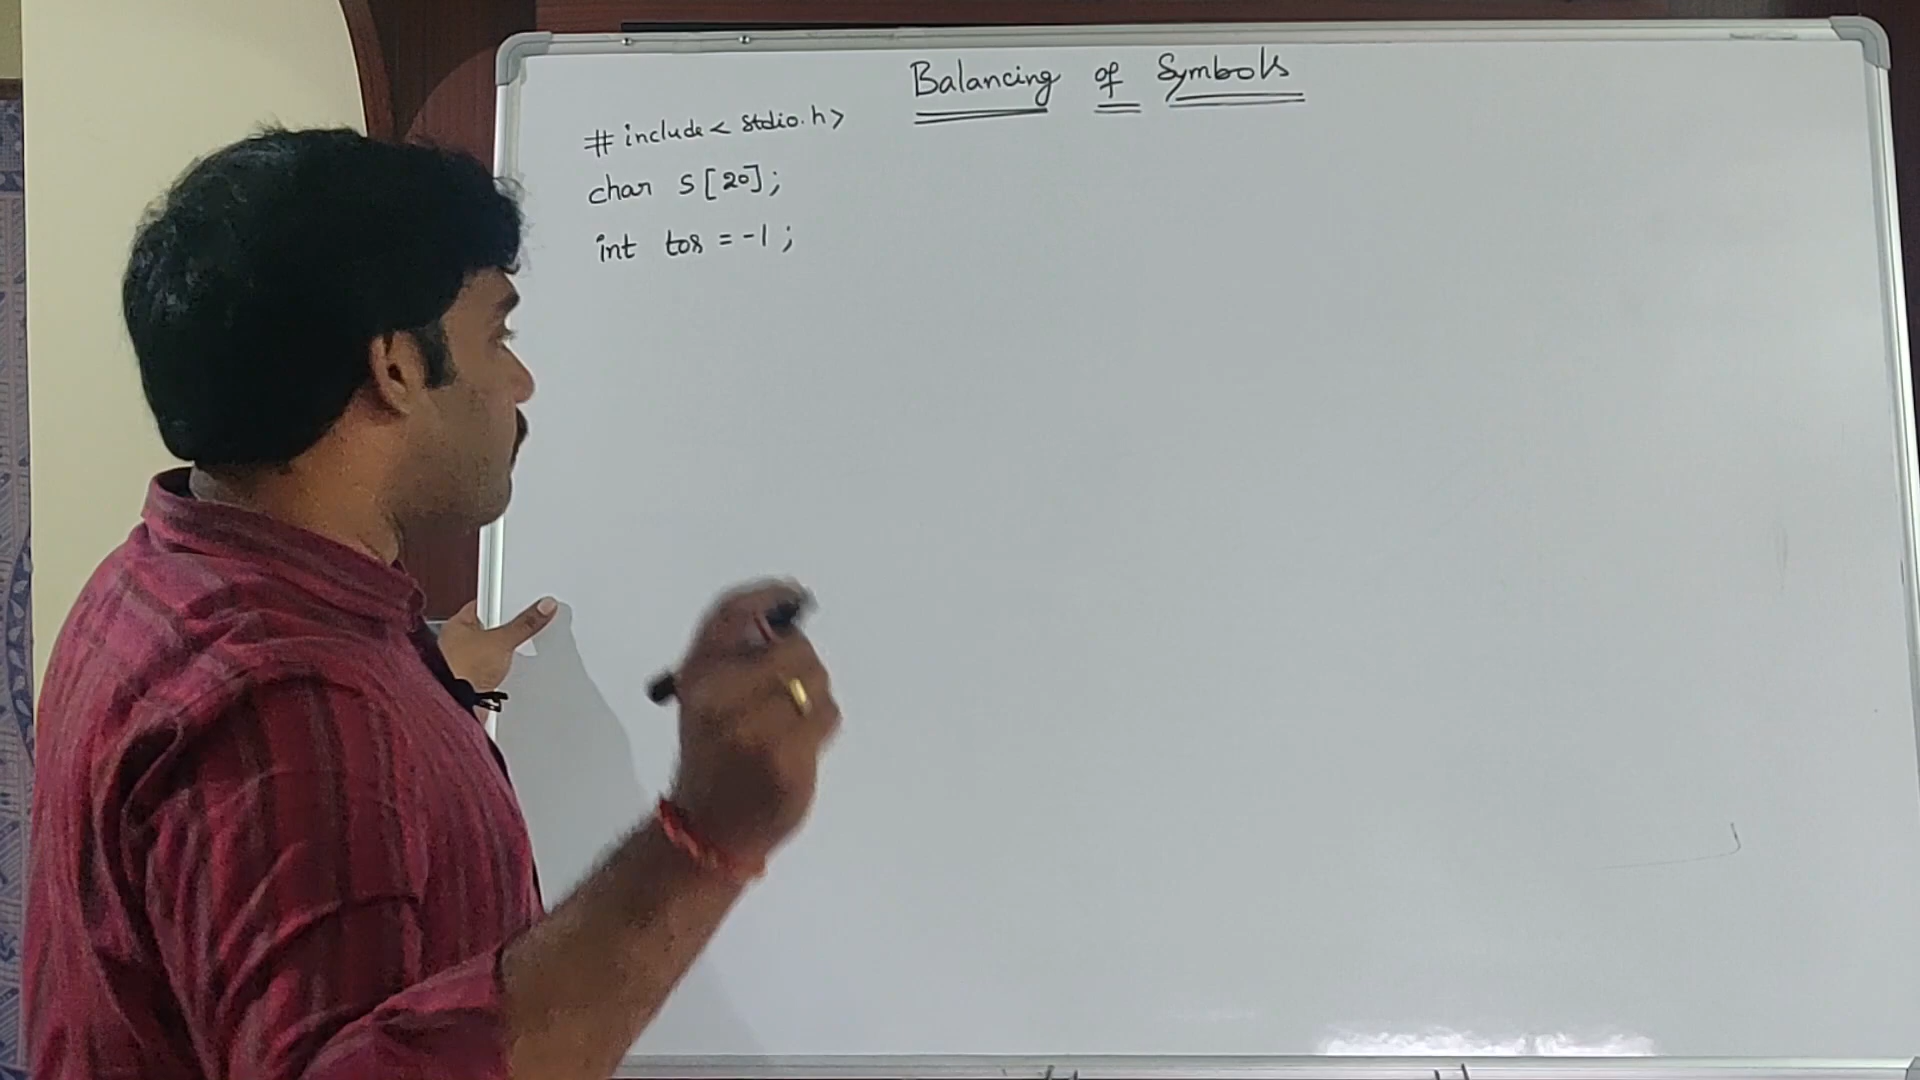 Balancing of Symbols
#include<stdio.h>
char s[20];
int tos=-1;